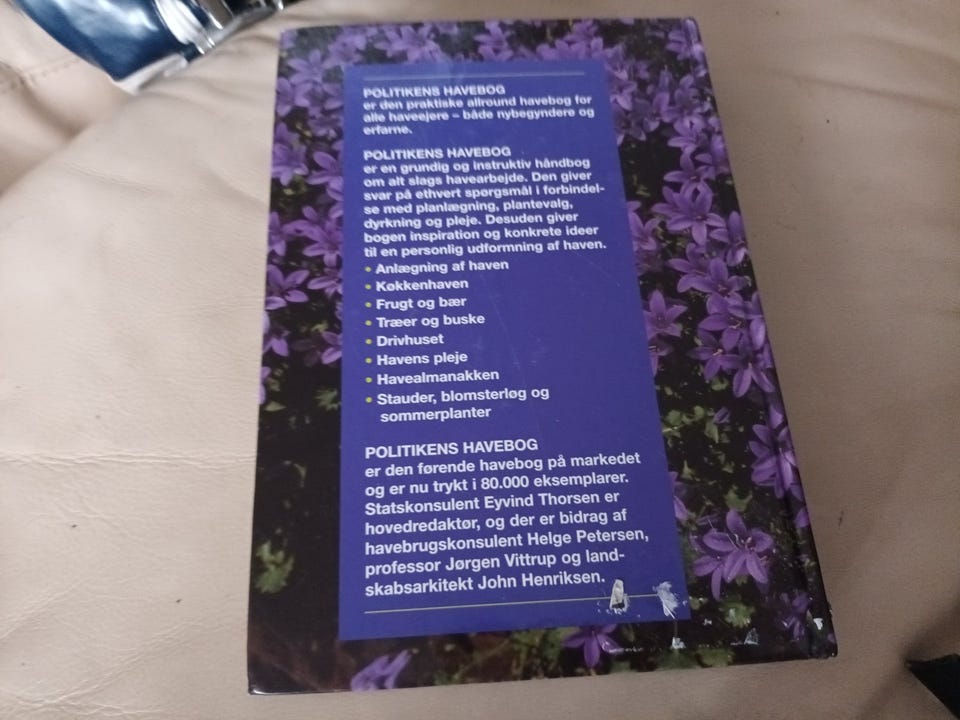 POLITIKENS HAVEBOG
er den praktiske allround havebog for
alle haveejere – både nybegyndere og
erfarne.
POLITIKENS HAVEBOG
er en grundig og instruktiv håndbog
om alt slags havearbejde. Den giver
svar på ethvert spørgsmål i forbindel-
se med planlægning, plantevalg,
dyrkning og pleje. Desuden giver
bogen inspiration og konkrete ideer
til en personlig udformning af haven.
• Anlægning af haven
• Køkkenhaven
• Frugt og bær
• Træer og buske
• Drivhuset
• Havens pleje
• Havealmanakken
• Stauder, blomsterløg og
sommerplanter
POLITIKENS HAVEBOG
er den førende havebog på markedet
og er nu trykt i 80.000 eksemplarer.
Statskonsulent Eyvind Thorsen er
hovedredaktør, og der er bidrag af
havebrugskonsulent Helge Petersen,
professor Jørgen Vittrup og land-
skabsarkitekt John Henriksen.